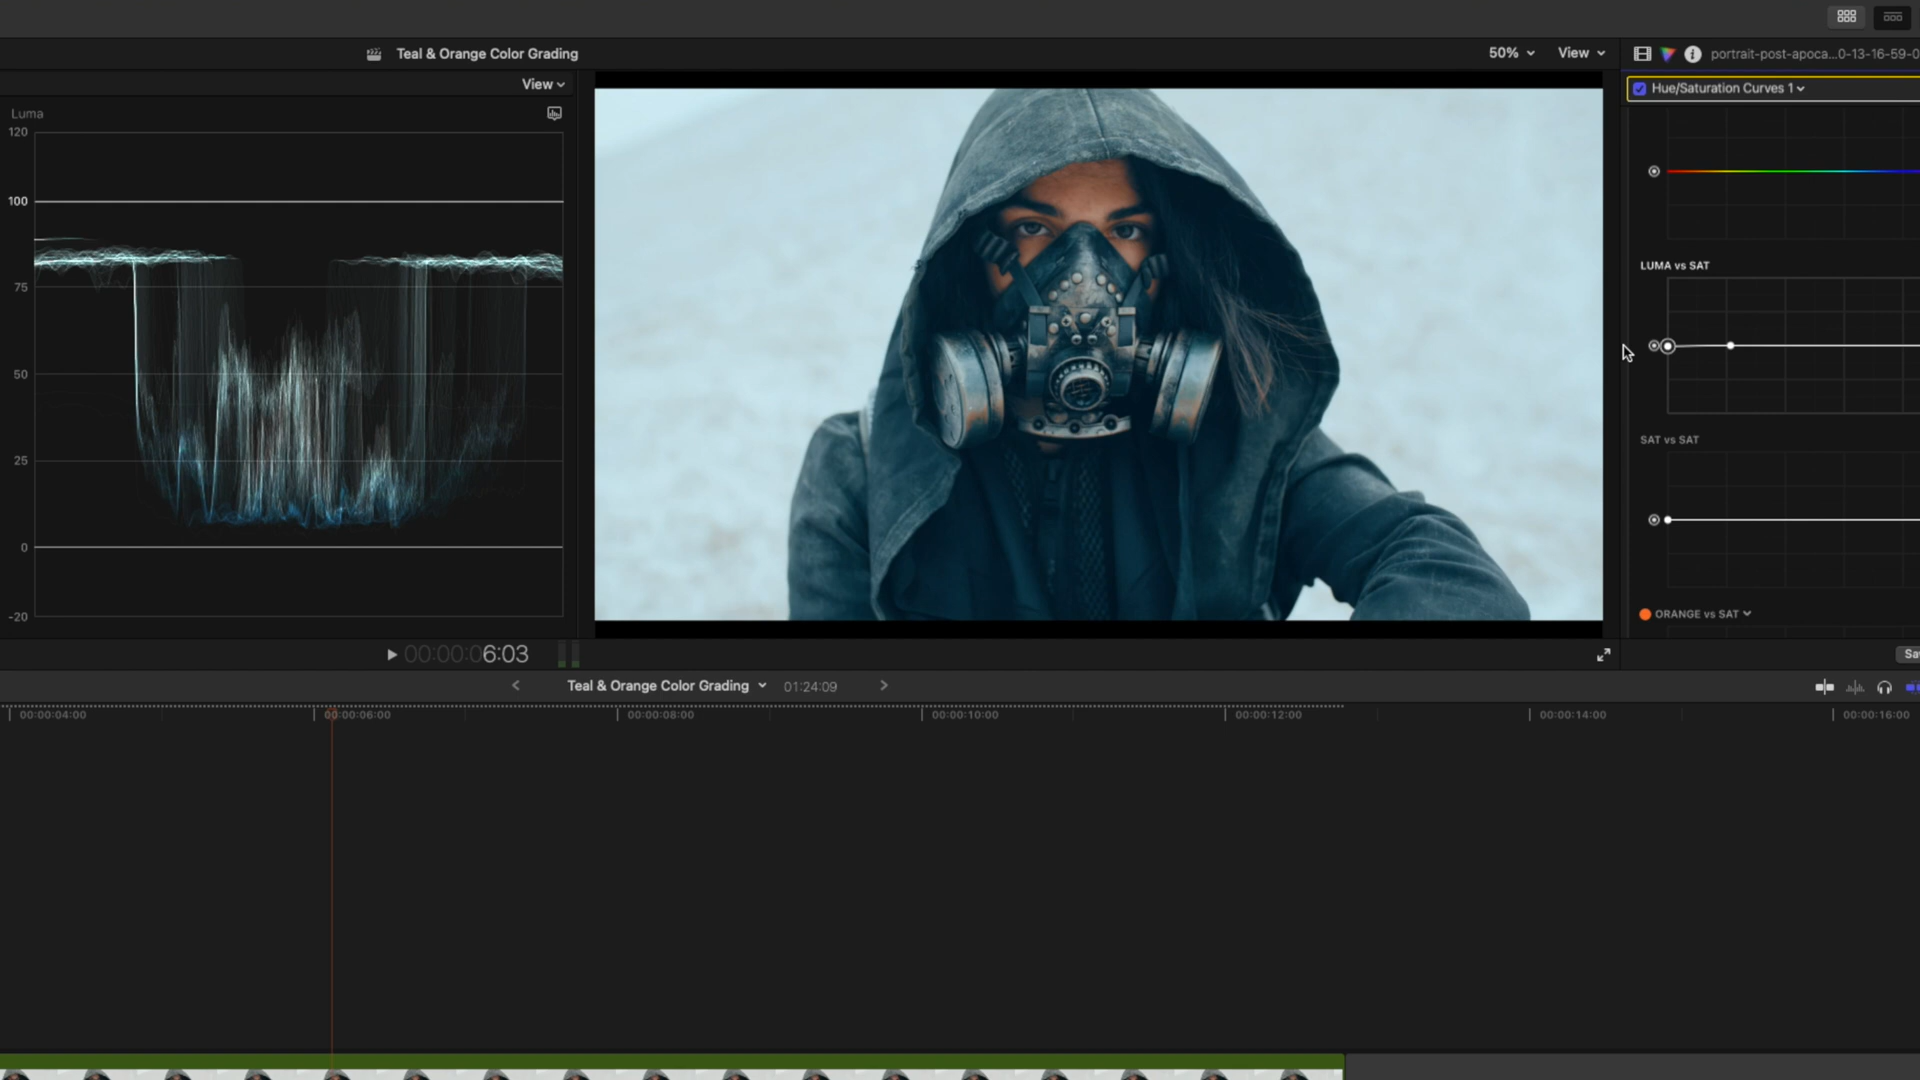 Teal & Orange Color Grading
50%
View
portrait-post-apoca...0-13-16-59-0
View
Hue/Saturation Curves 1
Luma
120
100
75
50
25
0
-20
LUMA vs SAT
SAT vs SAT
ORANGE vs SAT
00:00:06:03
Sa
Teal & Orange Color Grading
01:24:09
00:00:04:00
00:00:06:00
00:00:08:00
00:00:10:00
00:00:12:00
00:00:14:00
00:00:16:00